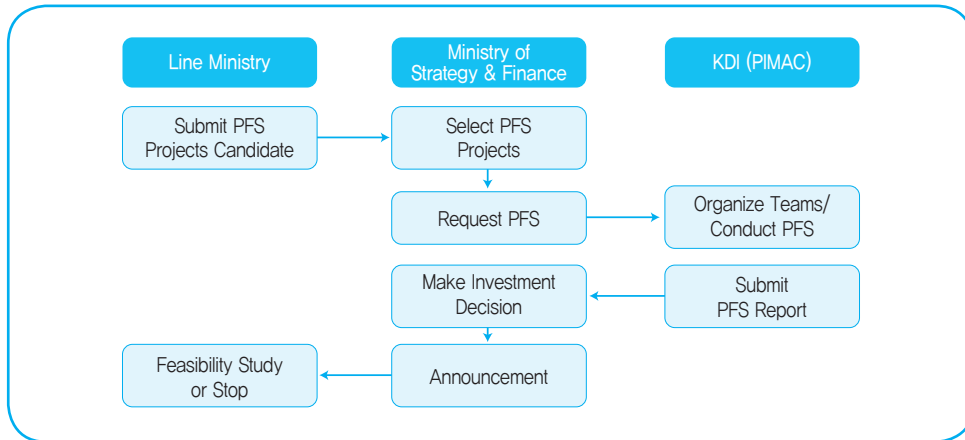 Line Ministry
Ministry of
Strategy & Finance
KDI (PIMAC)
Submit PFS
Projects Candidate
Select PFS
Projects
Request PFS
Organize Teams/
Conduct PFS
Make Investment
Decision
Submit
PFS Report
Feasibility Study
or Stop
Announcement